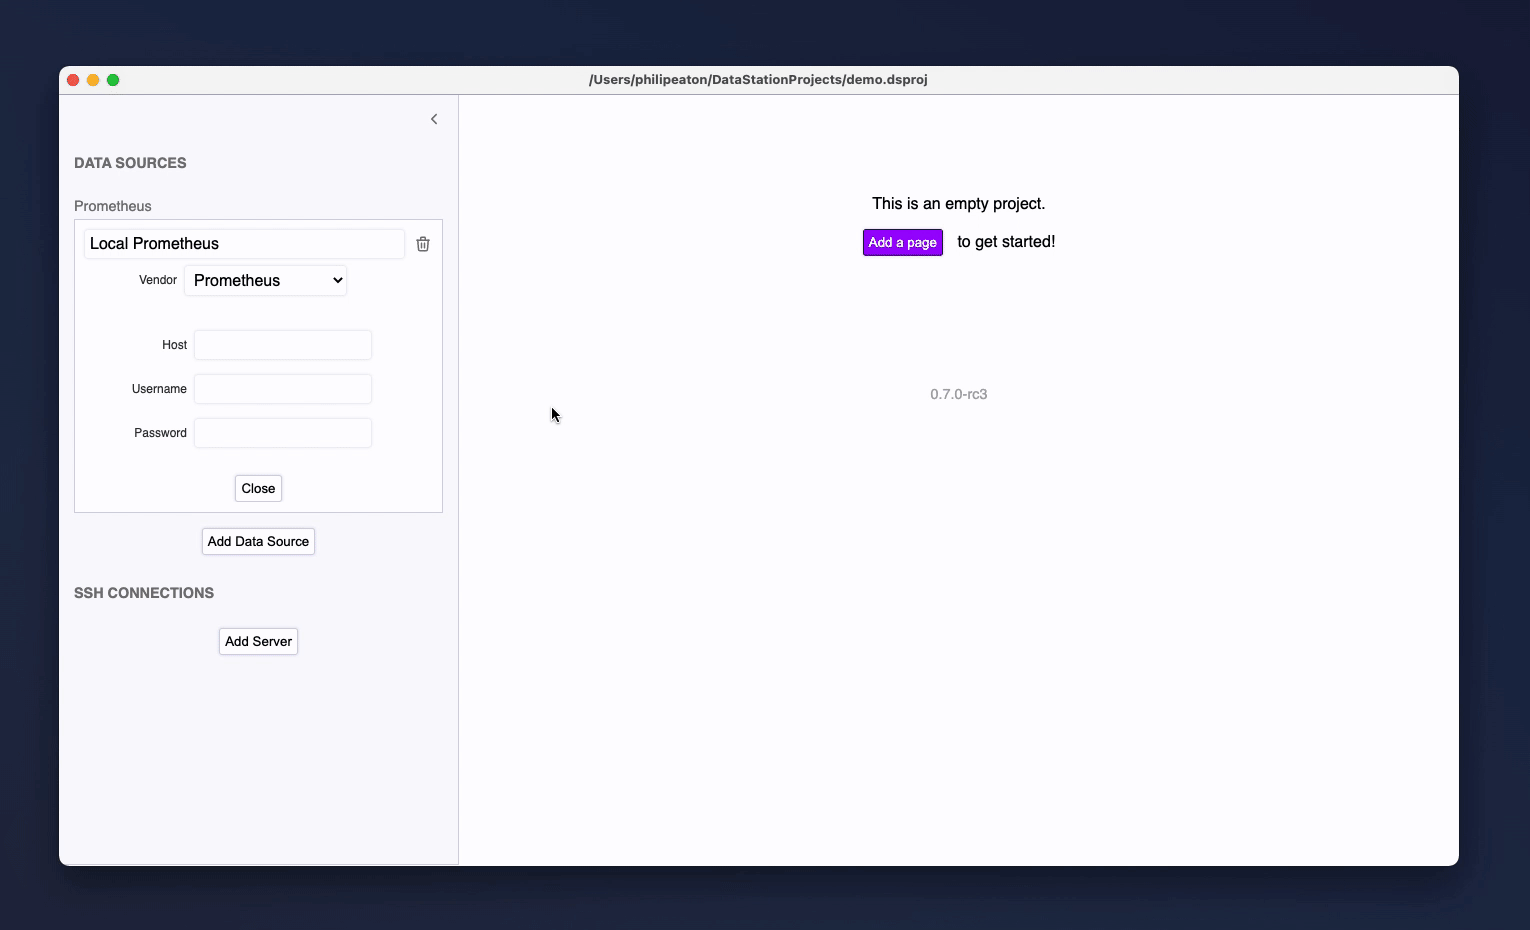 /Users/philipeaton/DataStationProjects/demo.dsproj
DATA SOURCES
Prometheus
Local Prometheus
Vendor Prometheus
Host
Username
Password
Close
Add Data Source
SSH CONNECTIONS
Add Server
This is an empty project.
Add a page to get started!
0.7.0-rc3